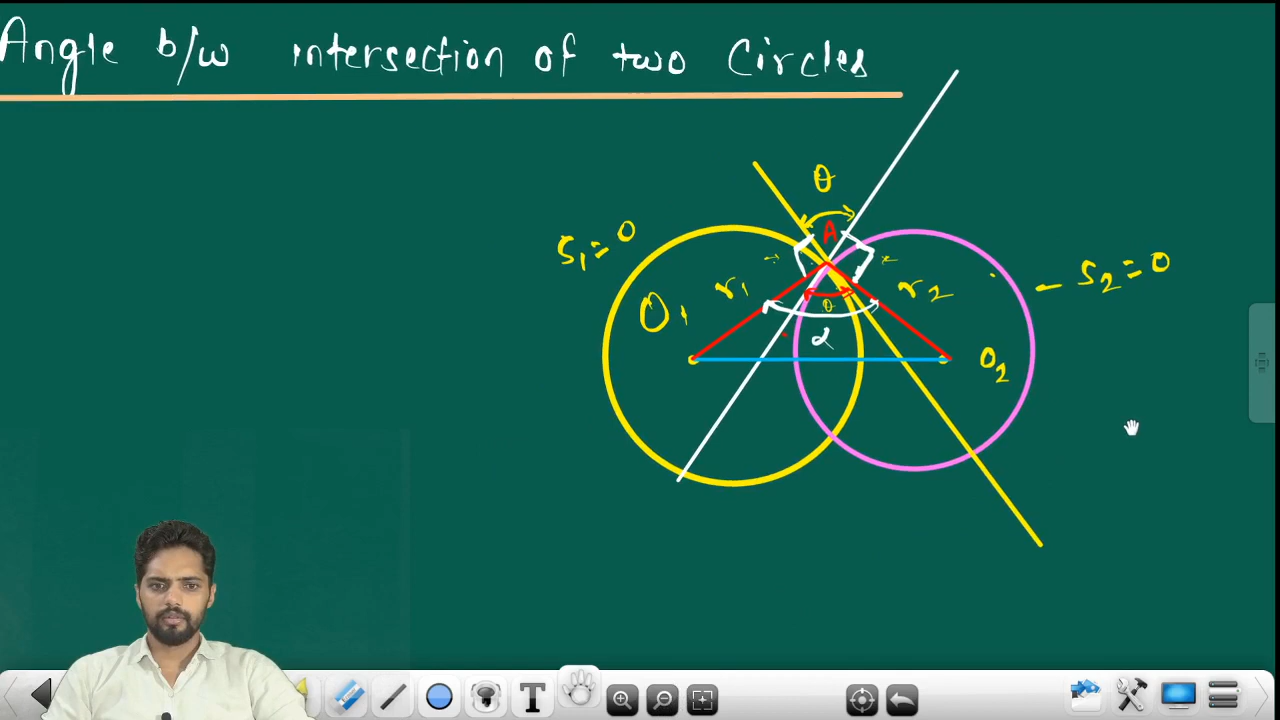 Angle b/w intersection of two Circles
θ
S₁=0
A
S₂=0
r₁
r₂
O₁
θ
α
O₂
T